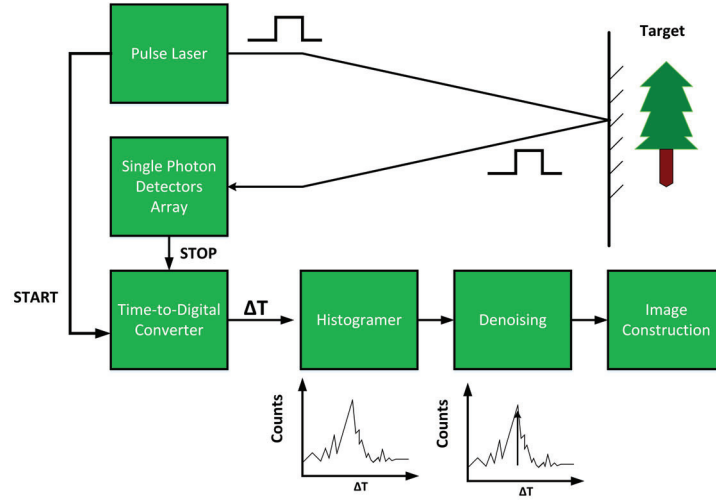 Pulse Laser
Target
Single Photon
Detectors
Array
STOP
START
Time-to-Digital
Converter
ΔT
Histogramer
Denoising
Image
Construction
Counts
ΔT
Counts
ΔT